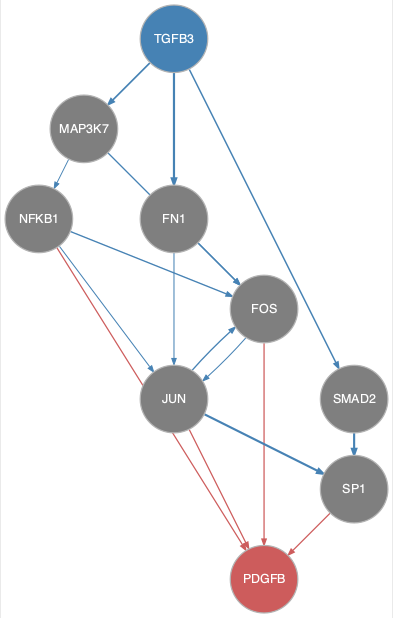 TGFB3
MAP3K7
NFKB1
FN1
FOS
JUN
SMAD2
SP1
PDGFB